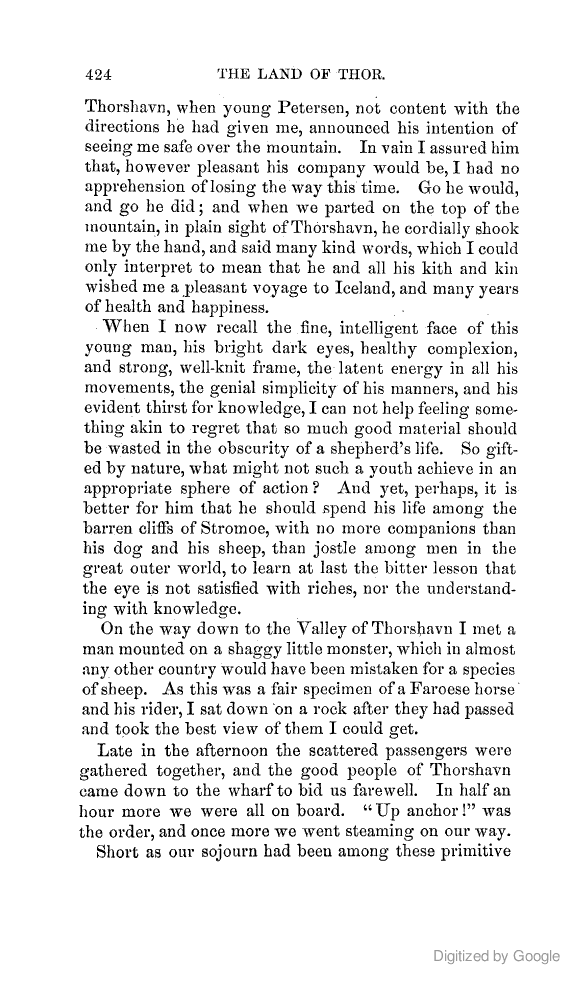 424 THE LAND OF THOR.
Thorshavn, when young Petersen, not content with the
directions he had given me, announced his intention of
seeing me safe over the mountain. In vain I assured him
that, however pleasant his company would be, I had no
apprehension of losing the way this time. Go he would,
and go he did; and when we parted on the top of the
mountain, in plain sight of Thorshavn, he cordially shook
me by the hand, and said many kind words, which I could
only interpret to mean that he and all his kith and kin
wished me a pleasant voyage to Iceland, and many years
of health and happiness.
When I now recall the fine, intelligent face of this
young man, his bright dark eyes, healthy complexion,
and strong, well-knit frame, the latent energy in all his
movements, the genial simplicity of his manners, and his
evident thirst for knowledge, I can not help feeling some-
thing akin to regret that so much good material should
be wasted in the obscurity of a shepherd's life. So gift-
ed by nature, what might not such a youth achieve in an
appropriate sphere of action? And yet, perhaps, it is
better for him that he should spend his life among the
barren cliffs of Stromoe, with no more companions than
his dog and his sheep, than jostle among men in the
great outer world, to learn at last the bitter lesson that
the eye is not satisfied with riches, nor the understand-
ing with knowledge.
On the way down to the Valley of Thorshavn I met a
man mounted on a shaggy little monster, which in almost
any other country would have been mistaken for a species
of sheep. As this was a fair specimen of a Faroese horse
and his rider, I sat down on a rock after they had passed
and took the best view of them I could get.
Late in the afternoon the scattered passengers were
gathered together, and the good people of Thorshavn
came down to the wharf to bid us farewell. In half an
hour more we were all on board. "Up anchor!" was
the order, and once more we went steaming on our way.
Short as our sojourn had been among these primitive
Digitized by Google